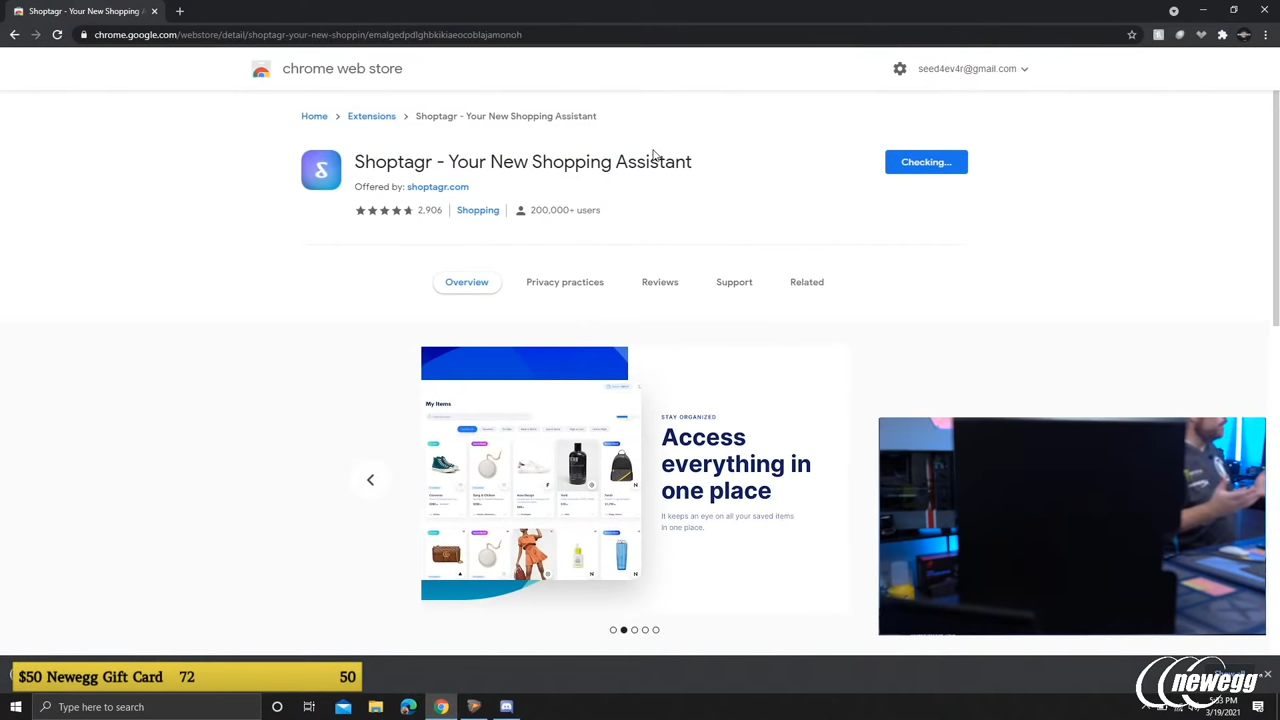 Shoptagr - Your New Shopping A
chrome.google.com/webstore/detail/shoptagr-your-new-shoppin/emalgedpdlghbkikiaeocoblajamonoh
chrome web store
seed4ev4r@gmail.com
Home > Extensions > Shoptagr - Your New Shopping Assistant
Shoptagr - Your New Shopping Assistant
Checking...
Offered by: shoptagr.com
2,906 Shopping 200,000+ users
Overview Privacy practices Reviews Support Related
My Items
STAY ORGANIZED
Access
everything in
one place
It keeps an eye on all your saved items
in one place.
$50 Newegg Gift Card 72 50
newegg
Type here to search
5:03 PM
3/19/2021